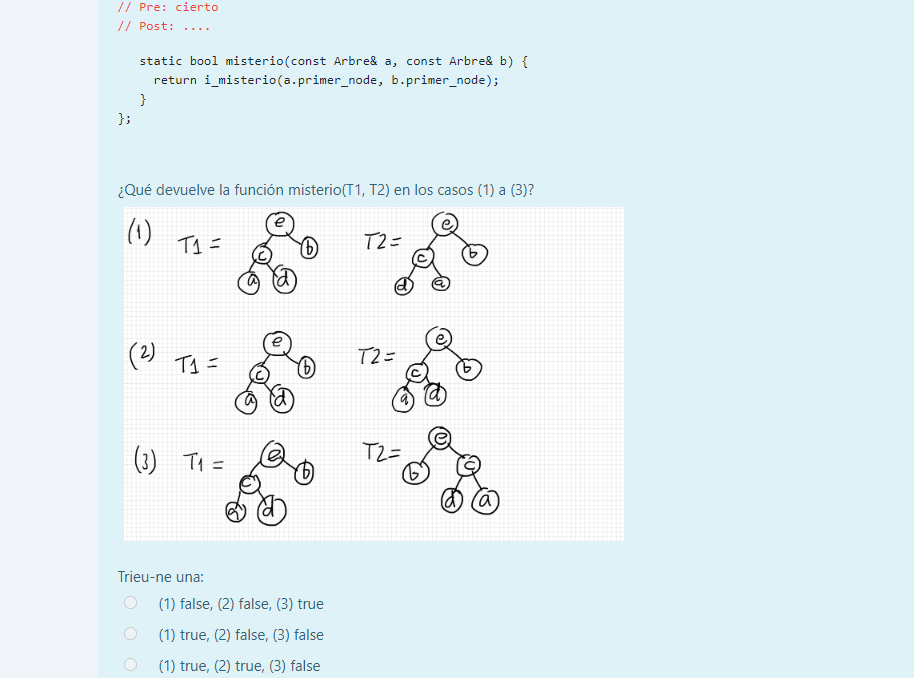 // Pre: cierto
// Post: ....
static bool misterio(const Arbre& a, const Arbre& b) {
return i_misterio(a.primer_node, b.primer_node);
}
};
¿Qué devuelve la función misterio(T1, T2) en los casos (1) a (3)?
(1) T1 = e c b a d T2= e c b d a
(2) T1 = e c b a d T2= e c b a d
(3) T1 = e c b a d T2= e b c d a
Trieu-ne una:
(1) false, (2) false, (3) true
(1) true, (2) false, (3) false
(1) true, (2) true, (3) false